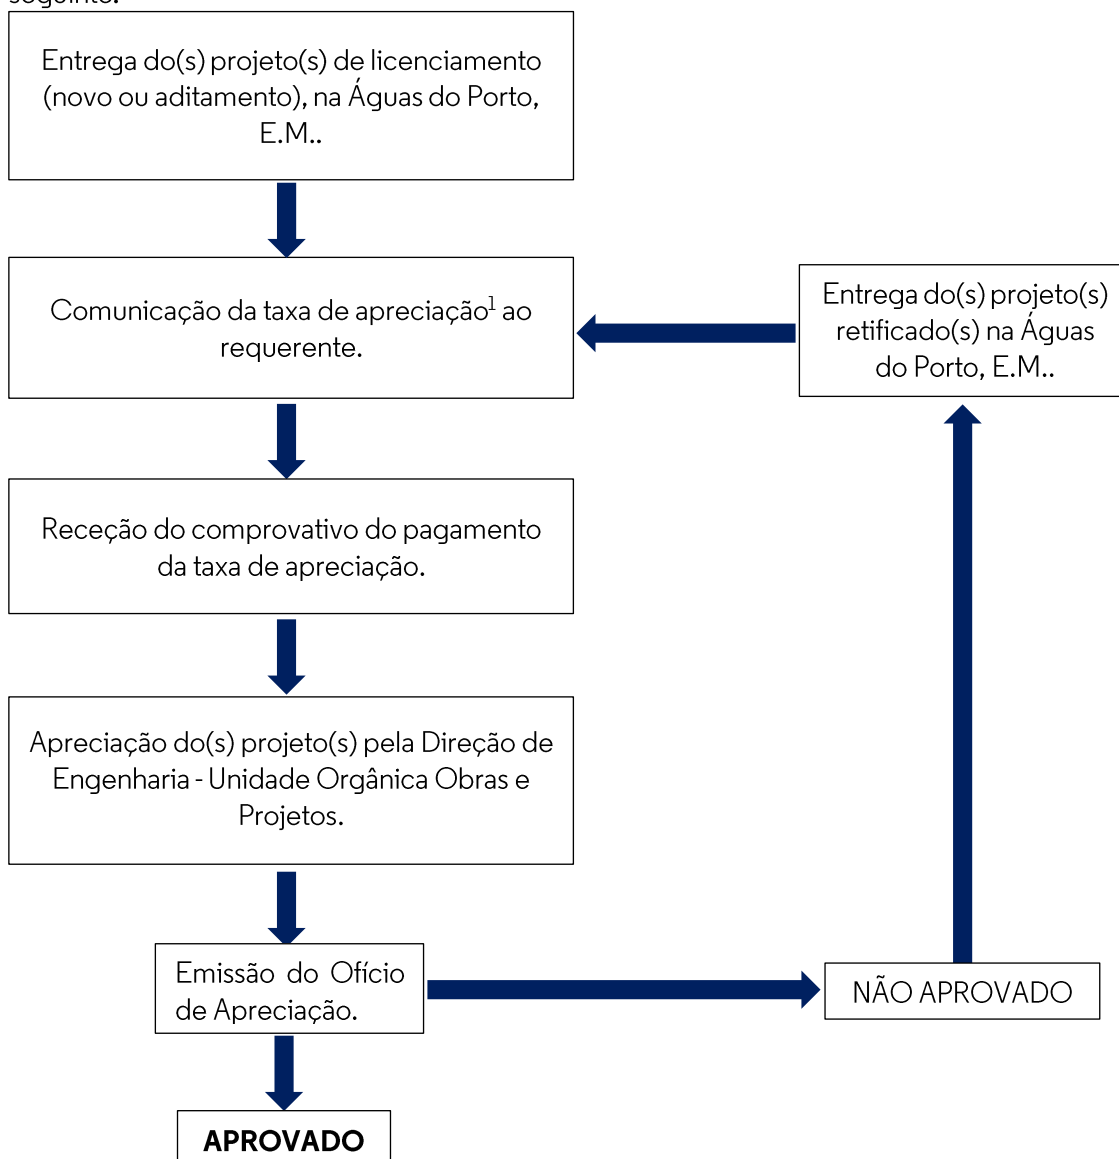 seguinte:
Entrega do(s) projeto(s) de licenciamento
(novo ou aditamento), na Águas do Porto,
E.M..
Comunicação da taxa de apreciação¹ ao
requerente.
Entrega do(s) projeto(s)
retificado(s) na Águas
do Porto, E.M..
Receção do comprovativo do pagamento
da taxa de apreciação.
Apreciação do(s) projeto(s) pela Direção de
Engenharia - Unidade Orgânica Obras e
Projetos.
Emissão do Ofício
de Apreciação.
NÃO APROVADO
APROVADO